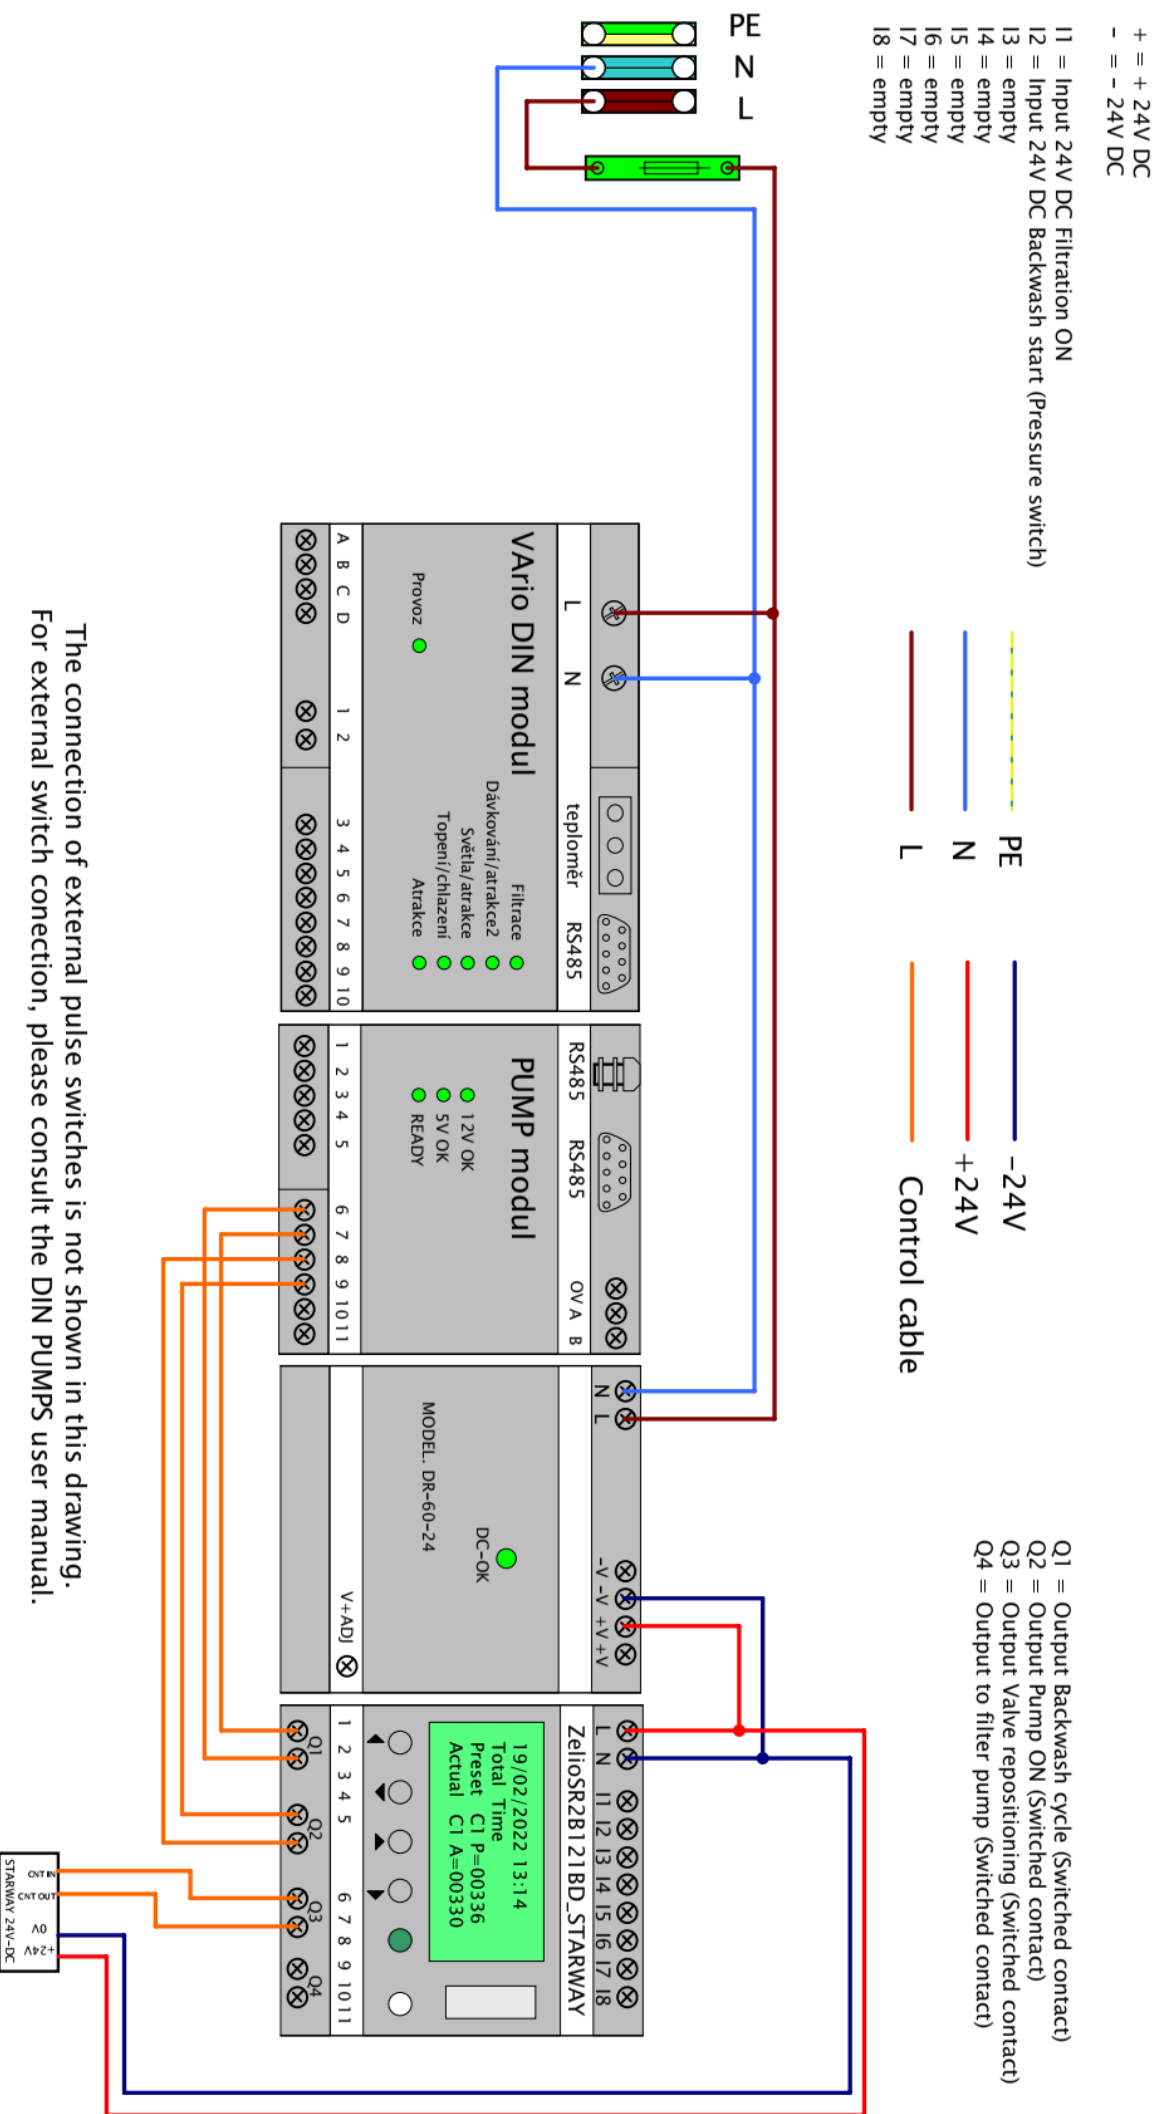 + = + 24V DC
- = - 24V DC
I1 = Input 24V DC Filtration ON
I2 = Input 24V DC Backwash start (Pressure switch)
I3 = empty
I4 = empty
I5 = empty
I6 = empty
I7 = empty
I8 = empty
PE
N
L
-24V
+24V
Control cable
Q1 = Output Backwash cycle (Switched contact)
Q2 = Output Pump ON (Switched contact)
Q3 = Output Valve repositioning (Switched contact)
Q4 = Output to filter pump (Switched contact)
PE
N
L
L N teploměr RS485
VArio DIN modul
Filtrace
Dávkování/atrakce2
Světla/atrakce
Topení/chlazení
Provoz Atrakce
A B C D 1 2 3 4 5 6 7 8 9 10
RS485 RS485 0V A B
PUMP modul
12V OK
5V OK
READY
1 2 3 4 5 6 7 8 9 10 11
N L -V -V +V +V
DC-OK
MODEL. DR-60-24
V+ADJ
L N I1 I2 I3 I4 I5 I6 I7 I8
ZelioSR2B121BD_STARWAY
19/02/2022 13:14
Total Time
Preset C1 P=00336
Actual C1 A=00330
1 2 3 4 5 6 7 8 9 10 11
Q1 Q2 Q3 Q4
CNT IN CNT OUT 0V +24V
STARWAY 24V-DC
The connection of external pulse switches is not shown in this drawing.
For external switch conection, please consult the DIN PUMPS user manual.